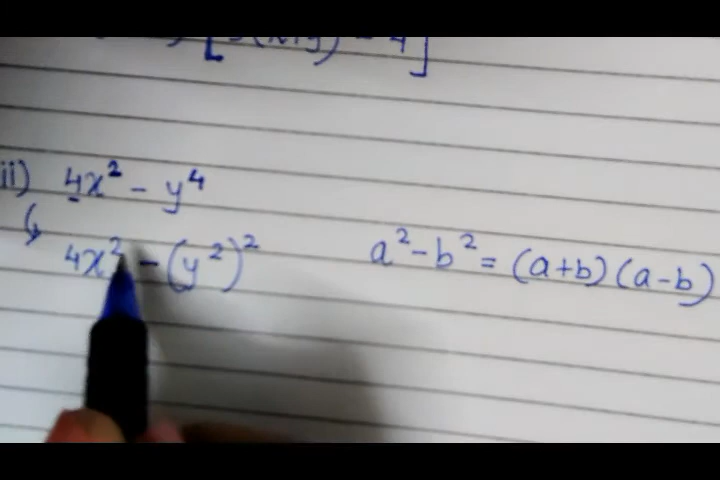 ii) 4x² - y⁴
4x² - (y²)² a² - b² = (a+b) (a-b)